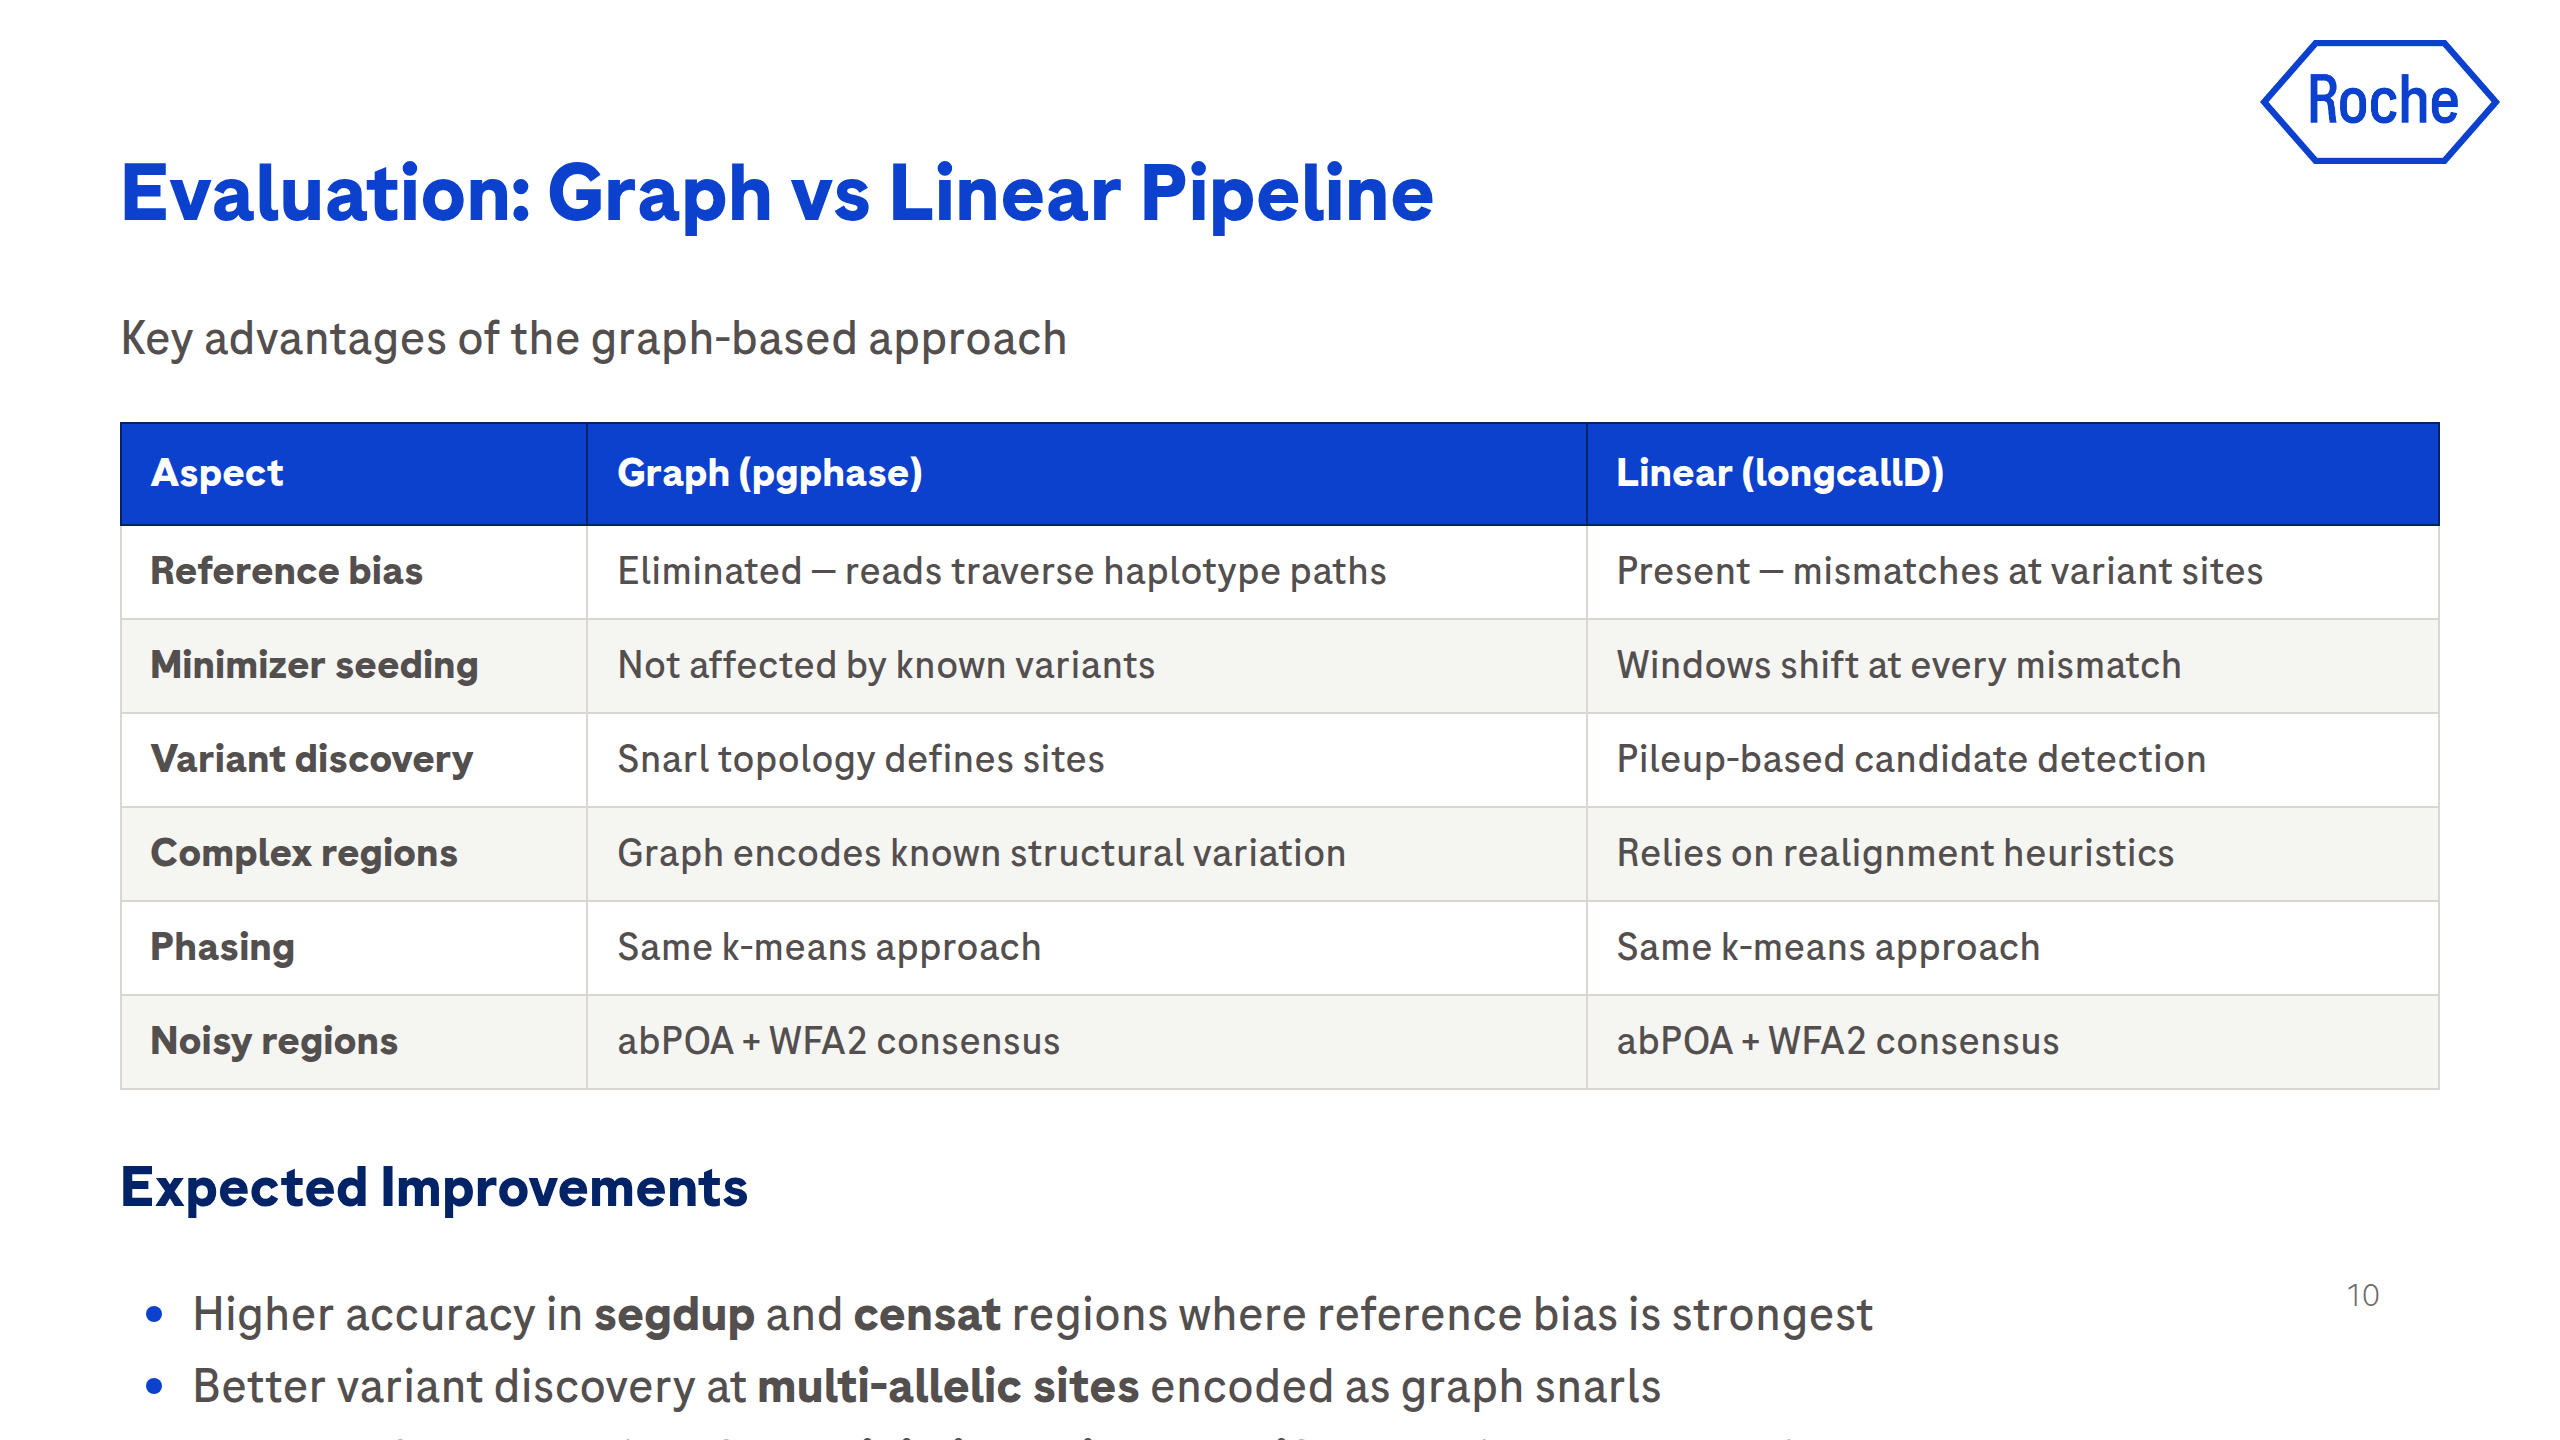 Roche
Evaluation: Graph vs Linear Pipeline
Key advantages of the graph-based approach
Aspect Graph (pgphase) Linear (longcallD)
Reference bias Eliminated — reads traverse haplotype paths Present — mismatches at variant sites
Minimizer seeding Not affected by known variants Windows shift at every mismatch
Variant discovery Snarl topology defines sites Pileup-based candidate detection
Complex regions Graph encodes known structural variation Relies on realignment heuristics
Phasing Same k-means approach Same k-means approach
Noisy regions abPOA + WFA2 consensus abPOA + WFA2 consensus
Expected Improvements
10
• Higher accuracy in segdup and censat regions where reference bias is strongest
• Better variant discovery at multi-allelic sites encoded as graph snarls